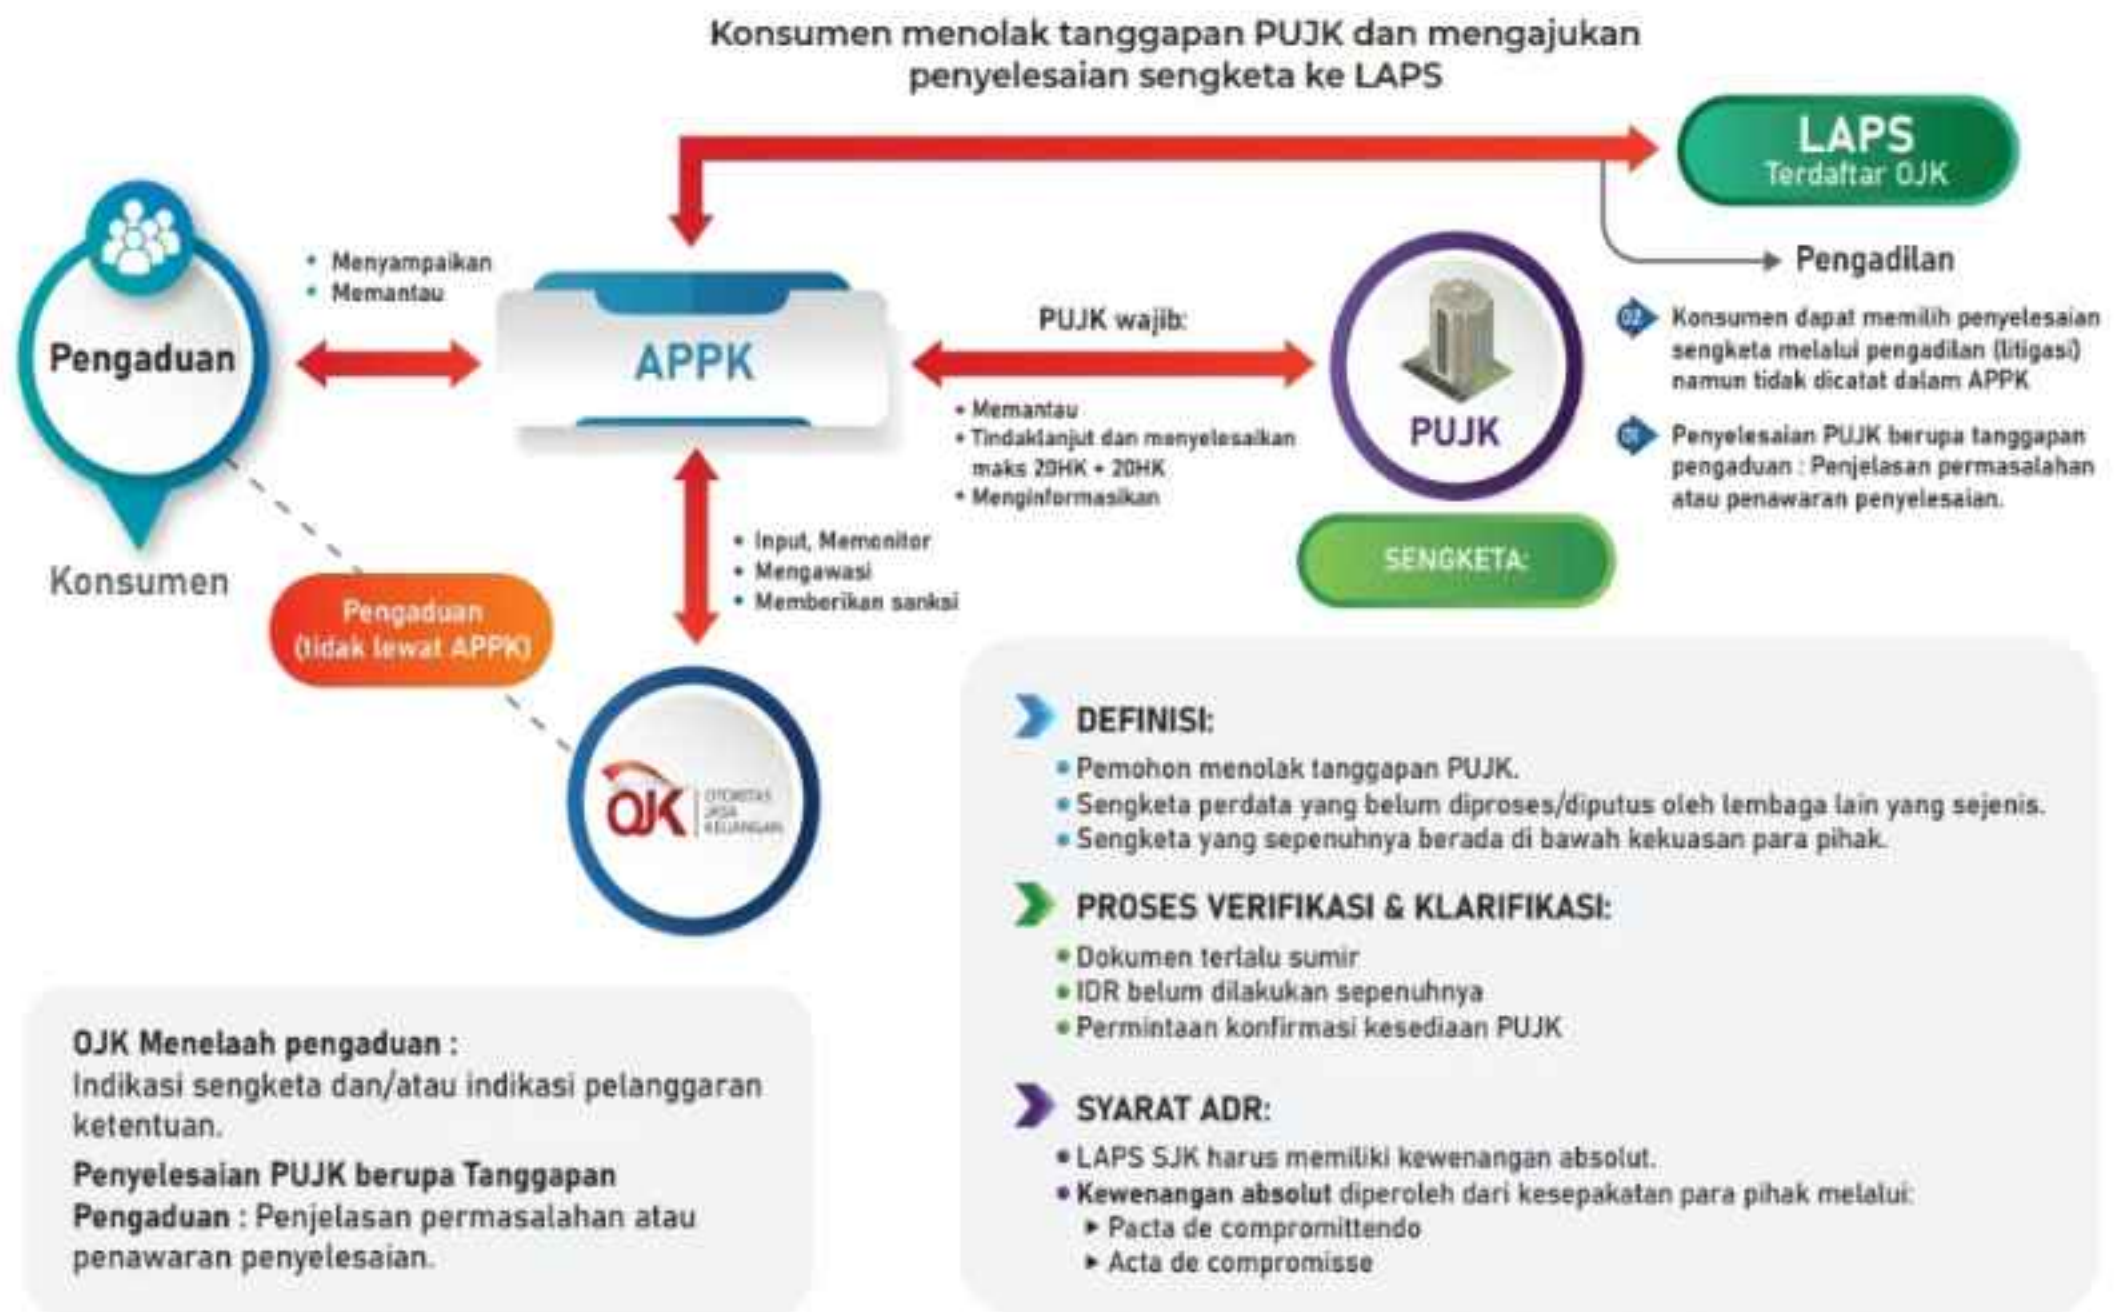 Konsumen menolak tanggapan PUJK dan mengajukan
penyelesaian sengketa ke LAPS
LAPS
Terdaftar OJK
Pengadilan
Pengaduan
Konsumen
• Menyampaikan
• Memantau
APPK
PUJK wajib:
• Memantau
• Tindaklanjut dan menyelesaikan
maks 20HK + 20HK
• Menginformasikan
PUJK
02 Konsumen dapat memilih penyelesaian
sengketa melalui pengadilan (litigasi)
namun tidak dicatat dalam APPK
01 Penyelesaian PUJK berupa tanggapan
pengaduan : Penjelasan permasalahan
atau penawaran penyelesaian.
SENGKETA:
• Input, Memonitor
• Mengawasi
• Memberikan sanksi
Pengaduan
(tidak lewat APPK)
OJK
OTORITAS
JASA
KEUANGAN
OJK Menelaah pengaduan :
Indikasi sengketa dan/atau indikasi pelanggaran
ketentuan.
Penyelesaian PUJK berupa Tanggapan
Pengaduan : Penjelasan permasalahan atau
penawaran penyelesaian.
DEFINISI:
• Pemohon menolak tanggapan PUJK.
• Sengketa perdata yang belum diproses/diputus oleh lembaga lain yang sejenis.
• Sengketa yang sepenuhnya berada di bawah kekuasan para pihak.
PROSES VERIFIKASI & KLARIFIKASI:
• Dokumen terlalu sumir
• IDR belum dilakukan sepenuhnya
• Permintaan konfirmasi kesediaan PUJK
SYARAT ADR:
• LAPS SJK harus memiliki kewenangan absolut.
• Kewenangan absolut diperoleh dari kesepakatan para pihak melalui:
▸ Pacta de compromittendo
▸ Acta de compromisse